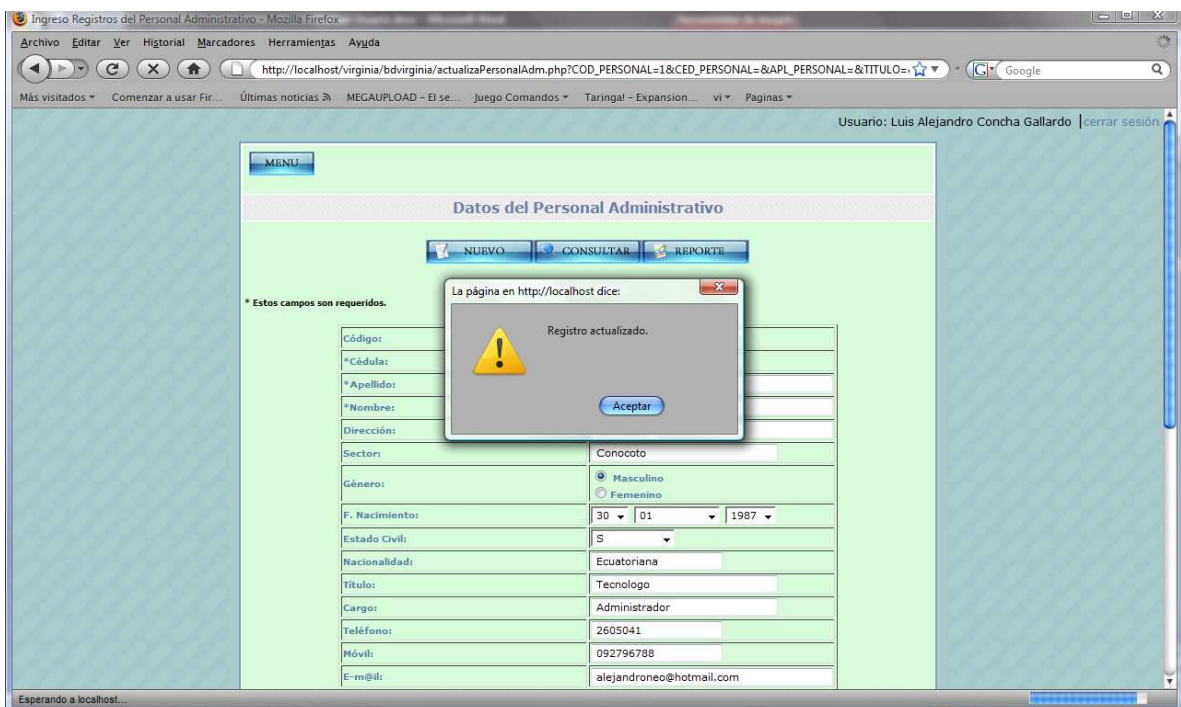 Ingreso Registros del Personal Administrativo - Mozilla Firefox
Archivo Editar Ver Historial Marcadores Herramientas Ayuda
http://localhost/virginia/bdvirginia/actualizaPersonalAdm.php?COD_PERSONAL=1&CED_PERSONAL=&APL_PERSONAL=&TITULO=
Google
Más visitados Comenzar a usar Fir... Últimas noticias MEGAUPLOAD - El se... Juego Comandos Taringa! - Expansion... vi Paginas
Usuario: Luis Alejandro Concha Gallardo |cerrar sesión
MENU
Datos del Personal Administrativo
NUEVO CONSULTAR REPORTE
* Estos campos son requeridos.
La página en http://localhost dice:
Registro actualizado.
Aceptar
Código:
*Cédula:
*Apellido:
*Nombre:
Dirección:
Sector: Conocoto
Género: Masculino
Femenino
F. Nacimiento: 30 01 1987
Estado Civil: S
Nacionalidad: Ecuatoriana
Título: Tecnologo
Cargo: Administrador
Teléfono: 2605041
Móvil: 092796788
E-m@il: alejandroneo@hotmail.com
Esperando a localhost...